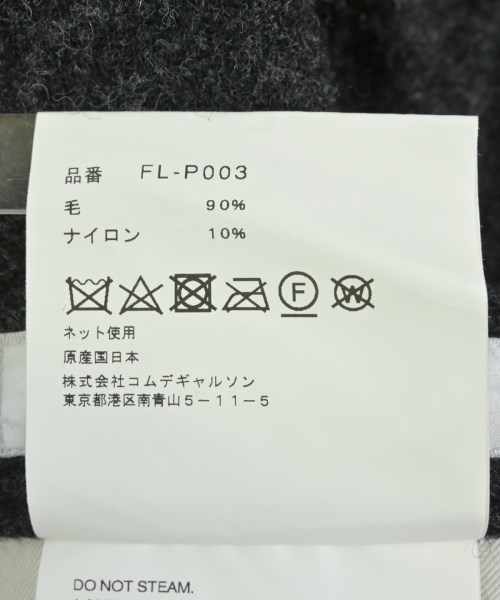 品番 FL-P003
毛 90%
ナイロン 10%
F W
ネット使用
原産国日本
株式会社コムデギャルソン
東京都港区南青山5-11-5
DO NOT STEAM.